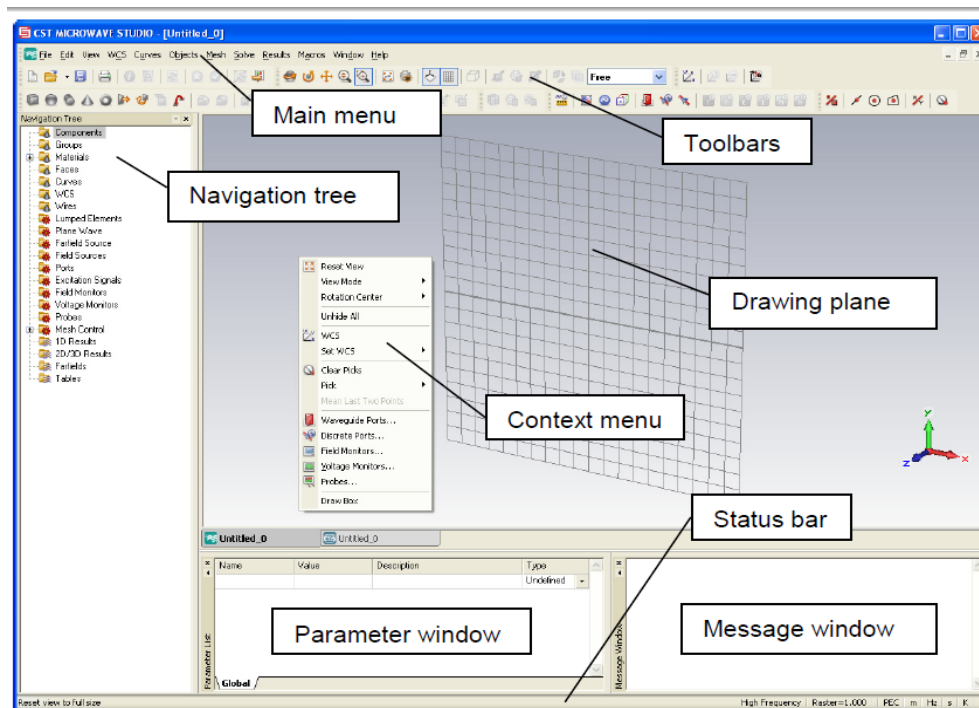 CST MICROWAVE STUDIO - [Untitled_0]
File Edit View WCS Curves Objects Mesh Solve Results Macros Window Help
Free
Main menu
Toolbars
Navigation Tree
Components
Groups
Materials
Faces
Curves
WCS
Wires
Lumped Elements
Plane Wave
Farfield Source
Field Sources
Ports
Excitation Signals
Field Monitors
Voltage Monitors
Probes
Mesh Control
1D Results
2D/3D Results
Farfields
Tables
Navigation tree
Reset View
View Mode
Rotation Center
Unhide All
WCS
Set WCS
Clear Picks
Pick
Mean Last Two Points
Waveguide Ports...
Discrete Ports...
Field Monitors...
Voltage Monitors...
Probes...
Draw Box
Drawing plane
Context menu
y
x
z
Status bar
Untitled_0
Untitled_0
Name Value Description Type
Undefined
Parameter List
Parameter window
Global
Message Window
Message window
Reset view to full size
High Frequency Raster=1.000 PEC m Hz s K